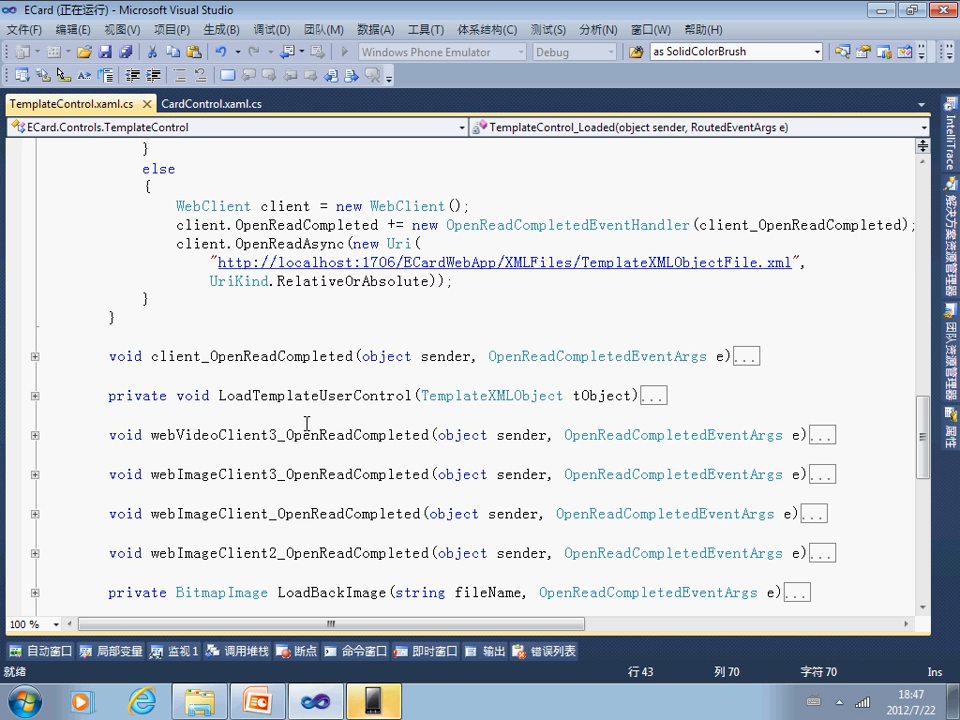 ECard (正在运行) - Microsoft Visual Studio
文件(F) 编辑(E) 视图(V) 项目(P) 生成(B) 调试(D) 团队(M) 数据(A) 工具(T) 体系结构(C) 测试(S) 分析(N) 窗口(W) 帮助(H)
Windows Phone Emulator Debug as SolidColorBrush
TemplateControl.xaml.cs CardControl.xaml.cs
ECard.Controls.TemplateControl TemplateControl_Loaded(object sender, RoutedEventArgs e)
}
else
{
WebClient client = new WebClient();
client.OpenReadCompleted += new OpenReadCompletedEventHandler(client_OpenReadCompleted);
client.OpenReadAsync(new Uri(
"http://localhost:1706/ECardWebApp/XMLFiles/TemplateXMLObjectFile.xml",
UriKind.RelativeOrAbsolute));
}
}
void client_OpenReadCompleted(object sender, OpenReadCompletedEventArgs e)...
private void LoadTemplateUserControl(TemplateXMLObject tObject)...
void webVideoClient3_OpenReadCompleted(object sender, OpenReadCompletedEventArgs e)...
void webImageClient3_OpenReadCompleted(object sender, OpenReadCompletedEventArgs e)...
void webImageClient_OpenReadCompleted(object sender, OpenReadCompletedEventArgs e)...
void webImageClient2_OpenReadCompleted(object sender, OpenReadCompletedEventArgs e)...
private BitmapImage LoadBackImage(string fileName, OpenReadCompletedEventArgs e)...
IntelliTrace
解决方案资源管理器
团队资源管理器
属性
100 %
自动窗口 局部变量 监视 1 调用堆栈 断点 命令窗口 即时窗口 输出 错误列表
就绪 行 43 列 70 字符 70 Ins
18:47
2012/7/22